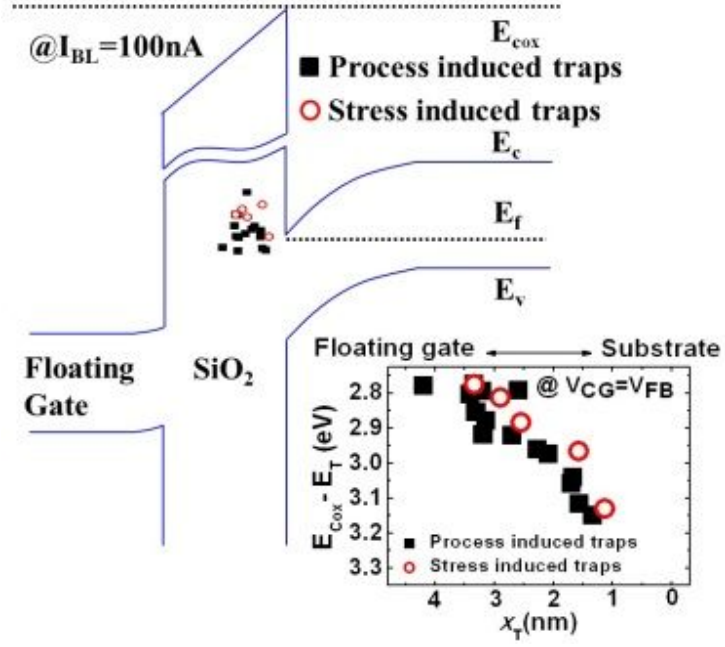 @I_BL=100nA
E_cox
■ Process induced traps
○ Stress induced traps
E_c
E_f
E_v
Floating
Gate
SiO₂
Floating gate ↔ Substrate
@ V_CG=V_FB
E_Cox - E_T (eV)
2.8
2.9
3.0
3.1
3.2
3.3
■ Process induced traps
○ Stress induced traps
4 3 2 1 0
x_T(nm)